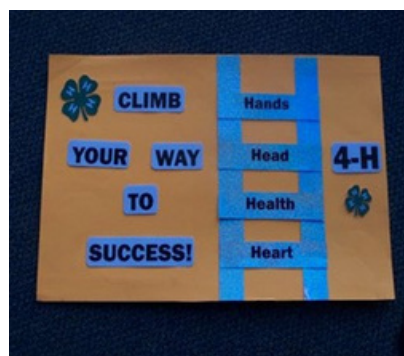 CLIMB
YOUR WAY
TO
SUCCESS!
Hands
Head
Health
Heart
4-H